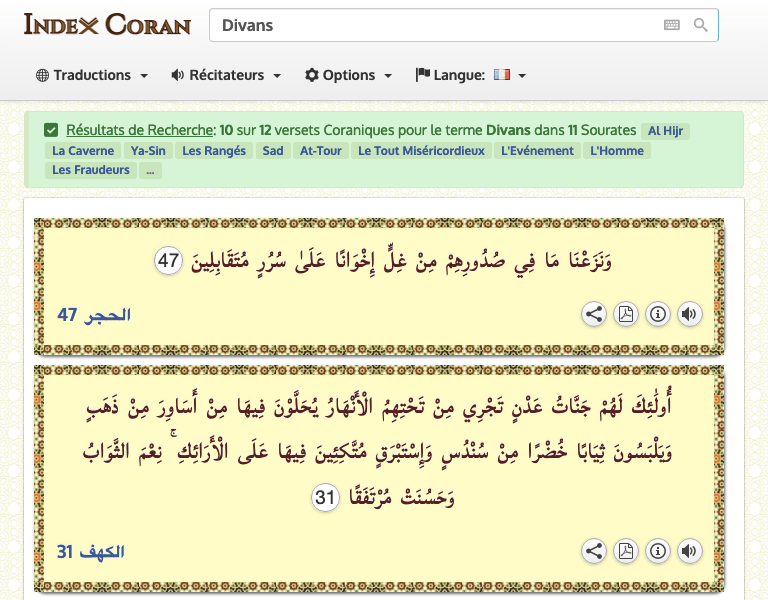 INDEX CORAN
Divans
Traductions
Récitateurs
Options
Langue:
Résultats de Recherche: 10 sur 12 versets Coraniques pour le terme Divans dans 11 Sourates Al Hijr
La Caverne Ya-Sin Les Rangés Sad At-Tour Le Tout Miséricordieux L'Evénement L'Homme
Les Fraudeurs ...
وَنَزَعْنَا مَا فِي صُدُورِهِمْ مِنْ غِلٍّ إِخْوَانًا عَلَىٰ سُرُرٍ مُتَقَابِلِينَ 47
الحجر 47
أُولَٰئِكَ لَهُمْ جَنَّاتُ عَدْنٍ تَجْرِي مِنْ تَحْتِهِمُ الْأَنْهَارُ يُحَلَّوْنَ فِيهَا مِنْ أَسَاوِرَ مِنْ ذَهَبٍ
وَيَلْبَسُونَ ثِيَابًا خُضْرًا مِنْ سُنْدُسٍ وَإِسْتَبْرَقٍ مُتَّكِئِينَ فِيهَا عَلَى الْأَرَائِكِ ۚ نِعْمَ الثَّوَابُ
وَحَسُنَتْ مُرْتَفَقًا 31
الكهف 31